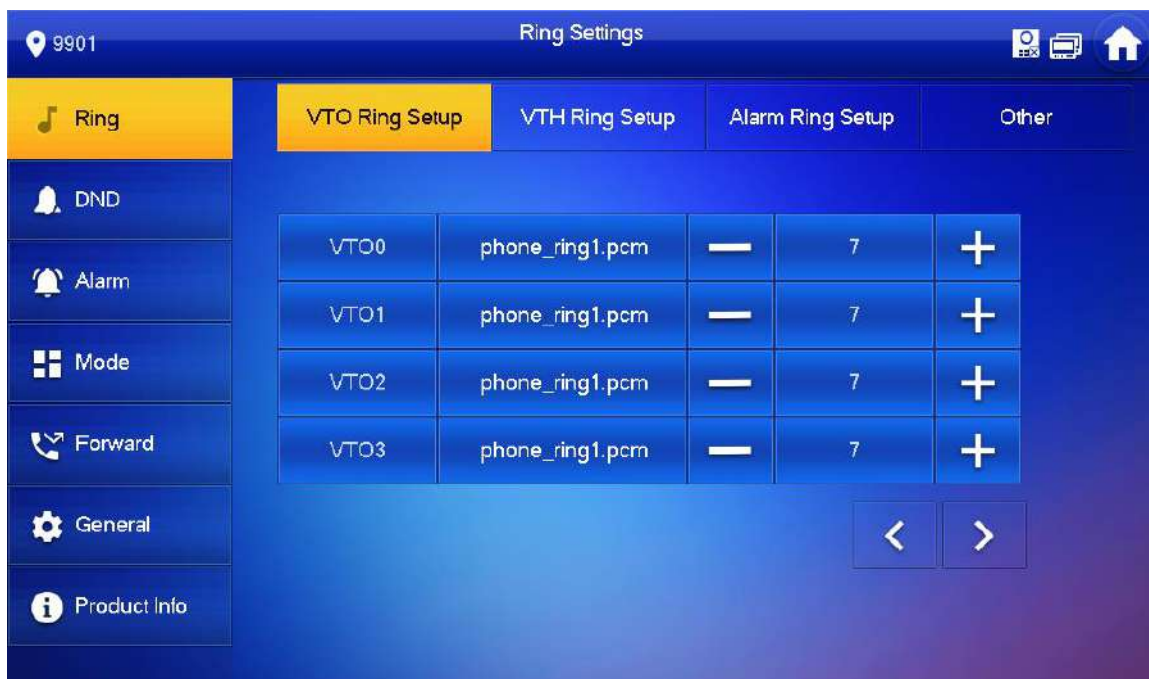 9901
Ring Settings
Ring
VTO Ring Setup
VTH Ring Setup
Alarm Ring Setup
Other
DND
Alarm
Mode
Forward
General
Product Info
VTO0
phone_ring1.pcm
7
VTO1
phone_ring1.pcm
7
VTO2
phone_ring1.pcm
7
VTO3
phone_ring1.pcm
7